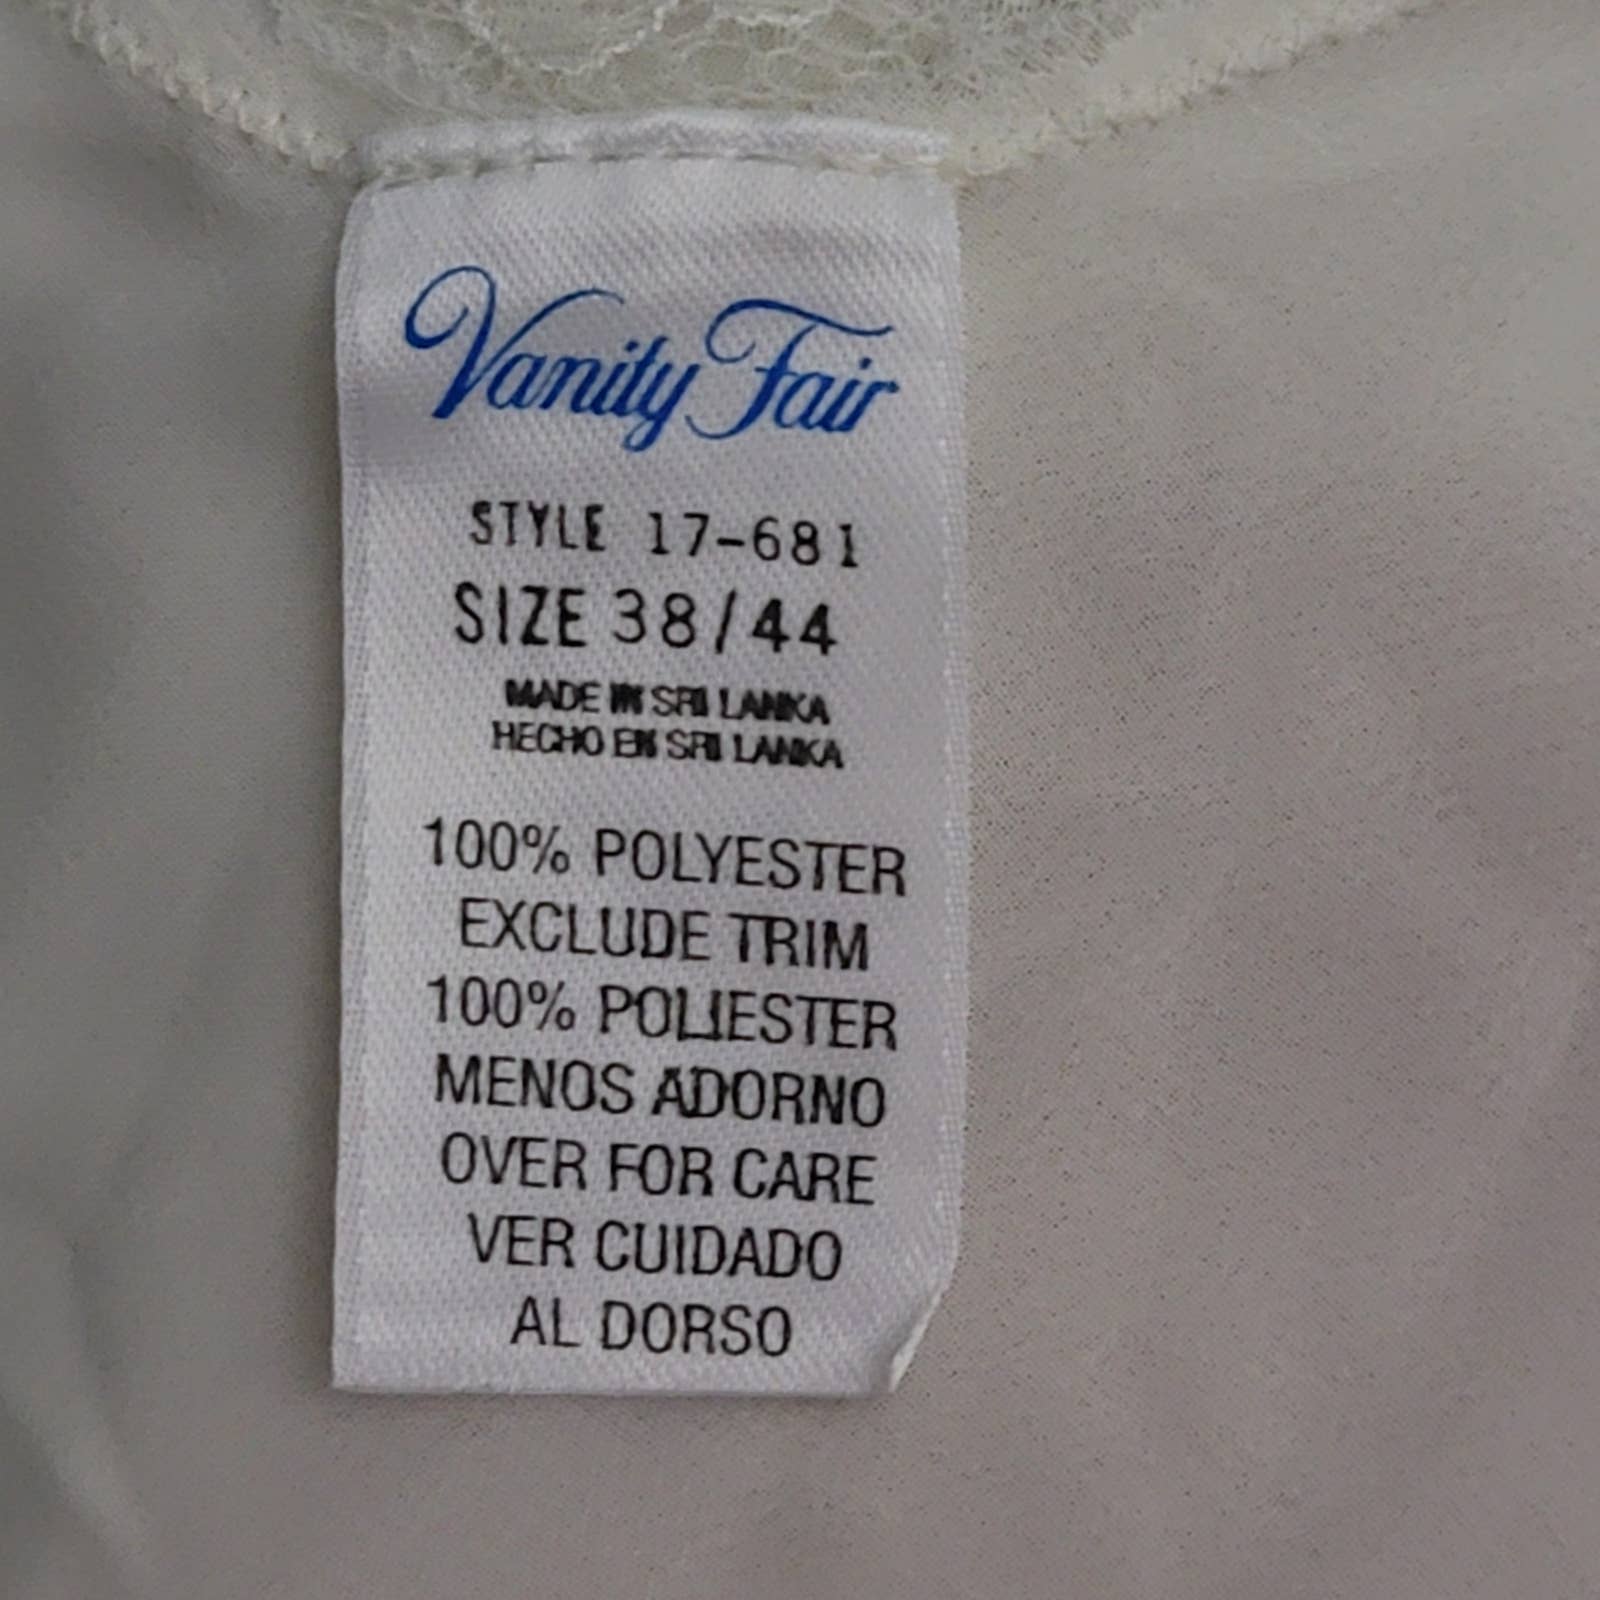 Vanity Fair
STYLE 17-681
SIZE 38/44
MADE IN SRI LANKA
HECHO EN SRI LANKA
100% POLYESTER
EXCLUDE TRIM
100% POLIESTER
MENOS ADORNO
OVER FOR CARE
VER CUIDADO
AL DORSO